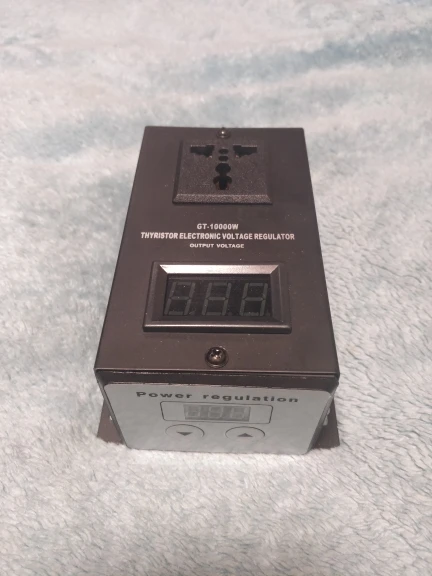 GT-10000W
THYRISTOR ELECTRONIC VOLTAGE REGULATOR
OUTPUT VOLTAGE
Power regulation